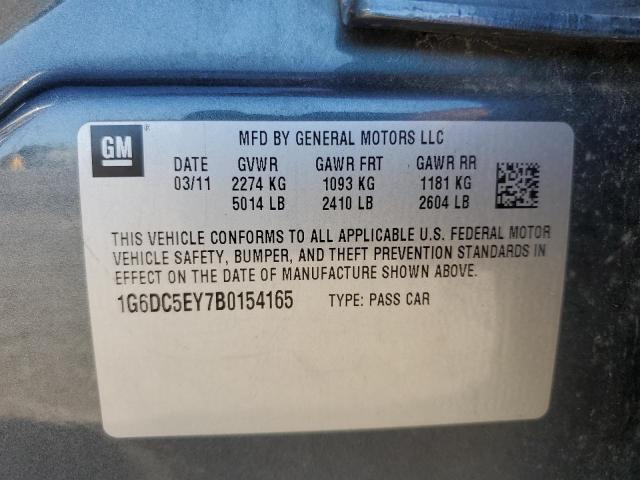 GM
MFD BY GENERAL MOTORS LLC
DATE GVWR GAWR FRT GAWR RR
03/11 2274 KG 1093 KG 1181 KG
5014 LB 2410 LB 2604 LB
THIS VEHICLE CONFORMS TO ALL APPLICABLE U.S. FEDERAL MOTOR
VEHICLE SAFETY, BUMPER, AND THEFT PREVENTION STANDARDS IN
EFFECT ON THE DATE OF MANUFACTURE SHOWN ABOVE.
1G6DC5EY7B0154165 TYPE: PASS CAR